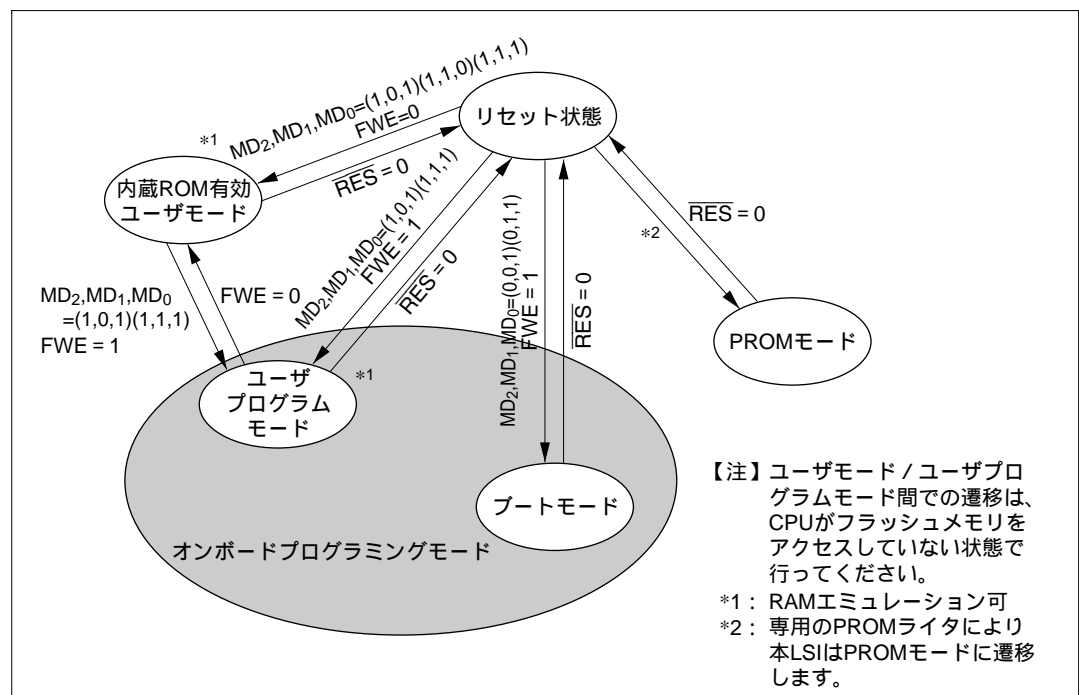 MD2,MD1,MD0=(1,0,1)(1,1,0)(1,1,1)
FWE=0
リセット状態
*1
RES = 0
内蔵ROM有効
ユーザモード
MD2,MD1,MD0=(1,0,1)(1,1,1)
FWE = 1
RES = 0
MD2,MD1,MD0=(0,0,1)(0,1,1)
FWE = 1
RES = 0
*2
RES = 0
MD2,MD1,MD0
=(1,0,1)(1,1,1)
FWE = 1
FWE = 0
PROMモード
ユーザ
プログラム
モード
*1
ブートモード
オンボードプログラミングモード
【注】ユーザモード / ユーザプロ
グラムモード間での遷移は、
CPUがフラッシュメモリを
アクセスしていない状態で
行ってください。
*1： RAMエミュレーション可
*2： 専用のPROMライタにより
本LSIはPROMモードに遷移
します。